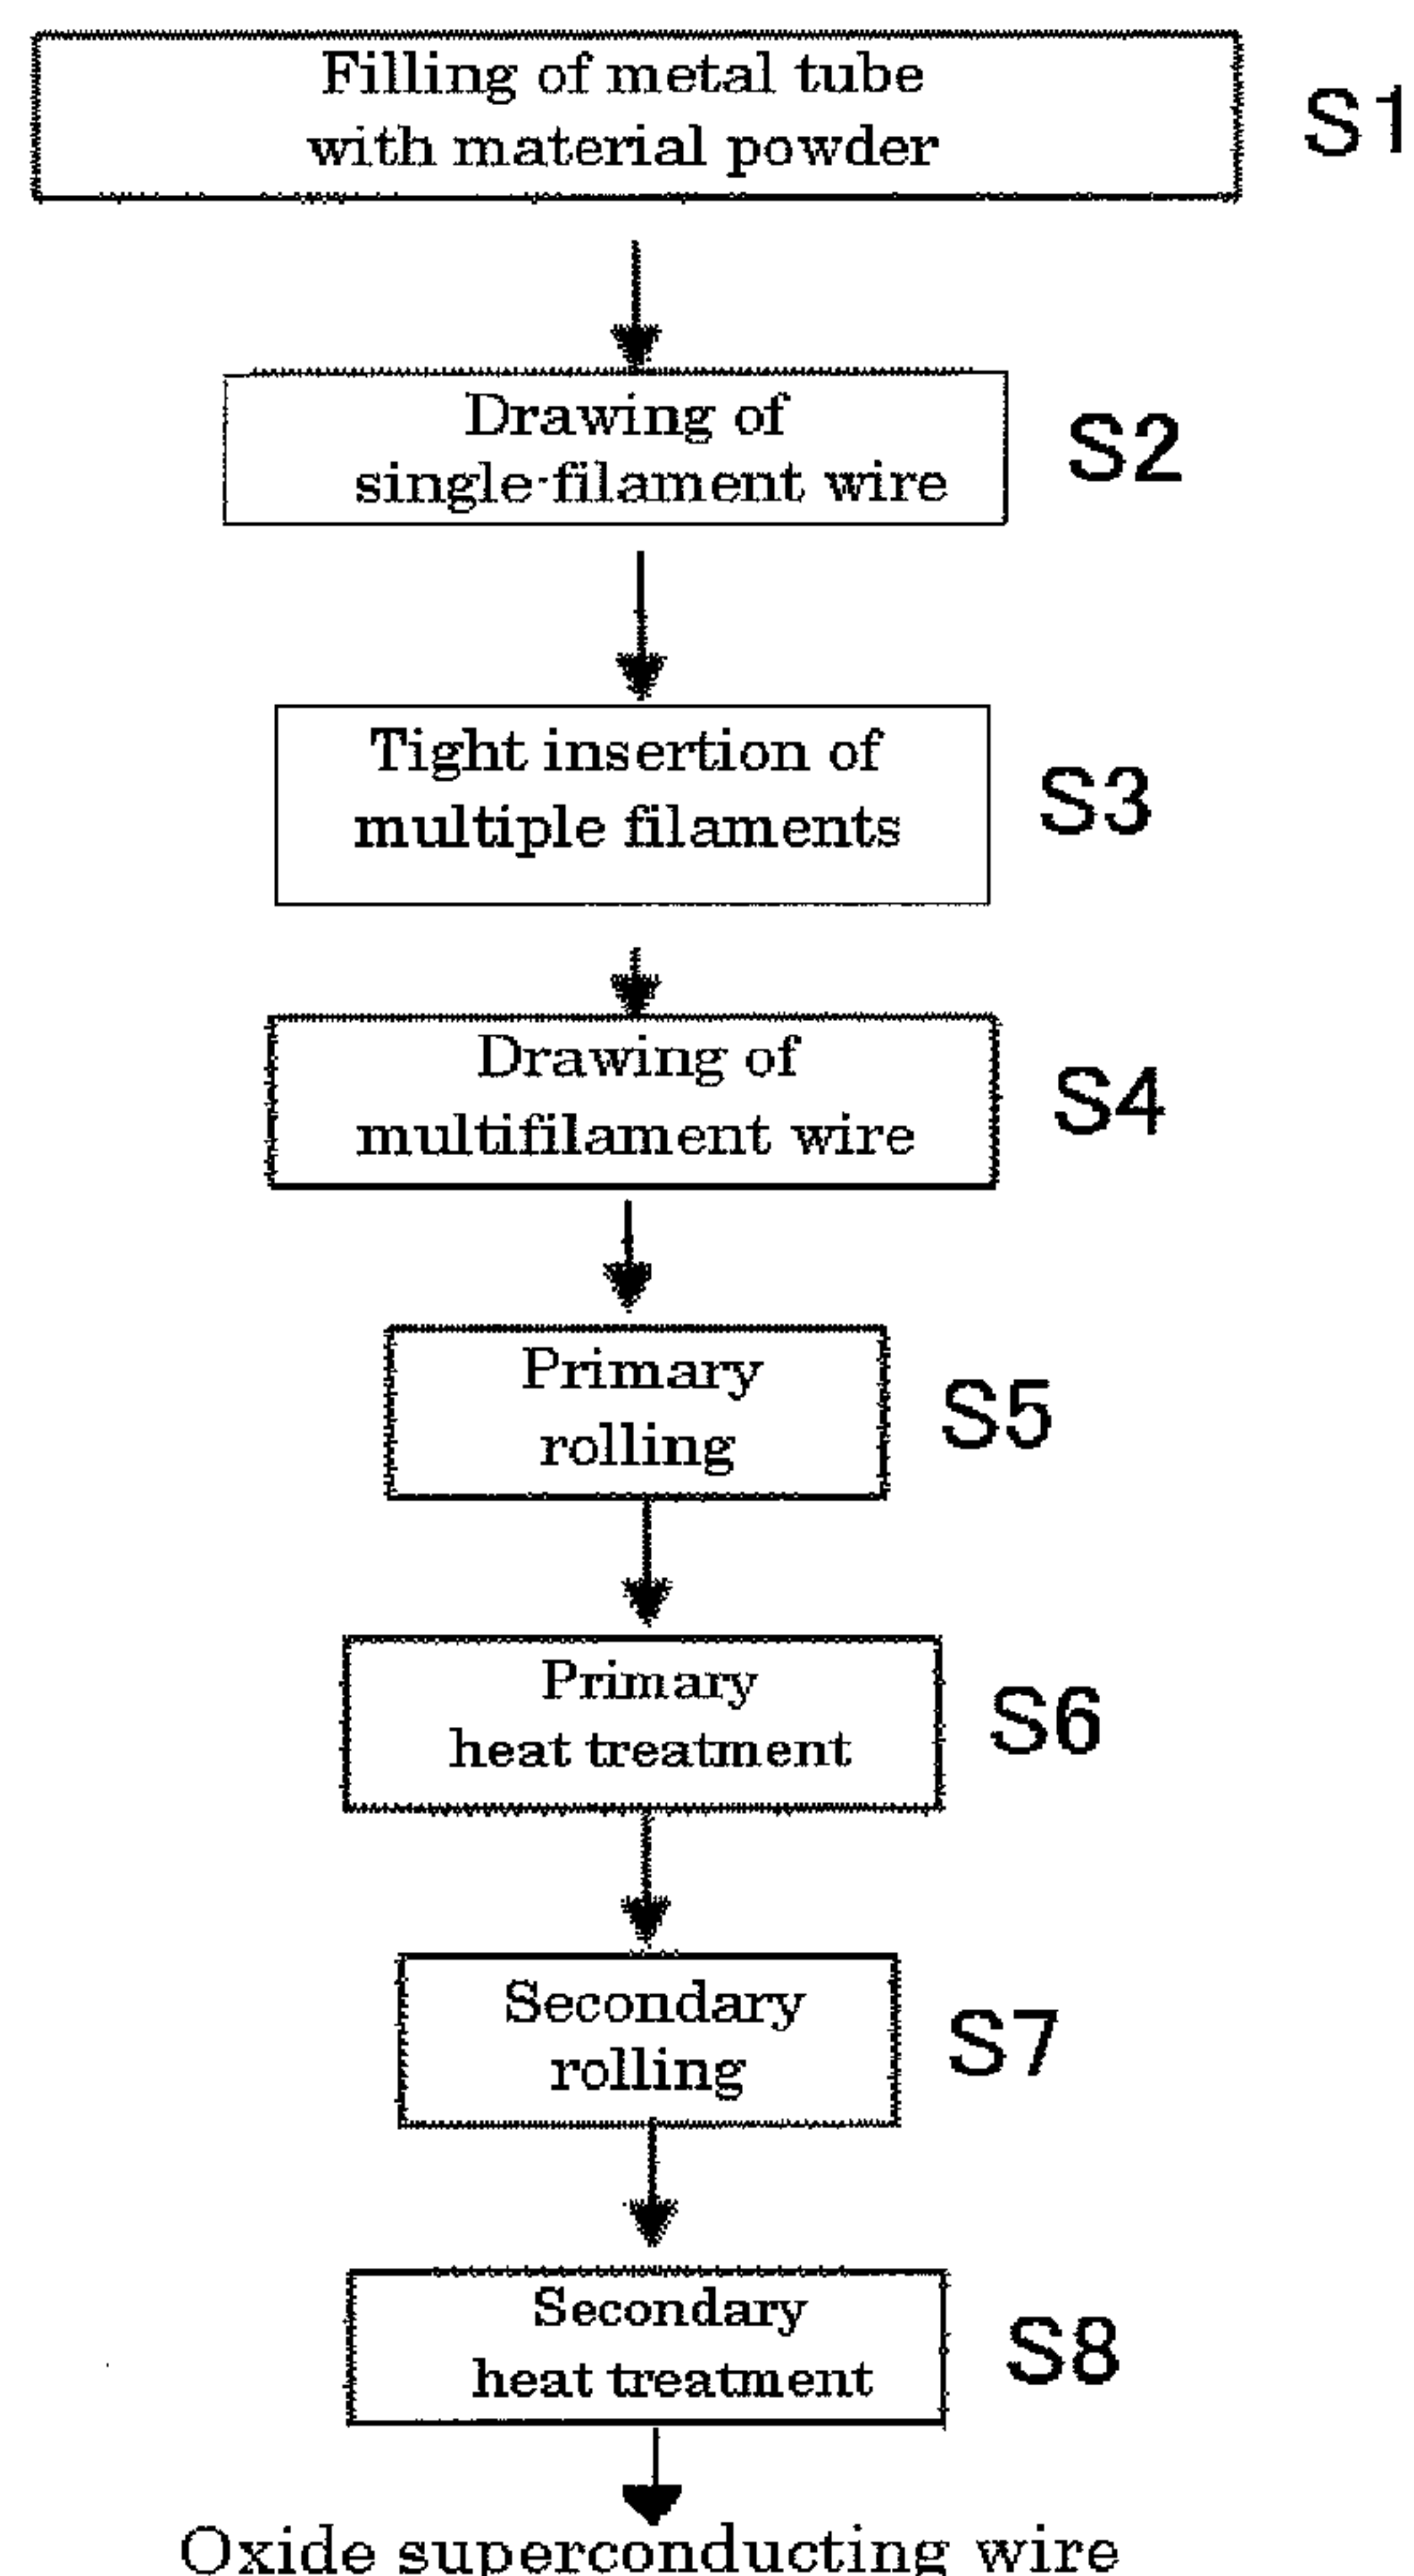 Filling of metal tube
with material powder
S1
Drawing of
single-filament wire
S2
Tight insertion of
multiple filaments
S3
Drawing of
multifilament wire
S4
Primary
rolling
S5
Primary
heat treatment
S6
Secondary
rolling
S7
Secondary
heat treatment
S8
Oxide superconducting wire